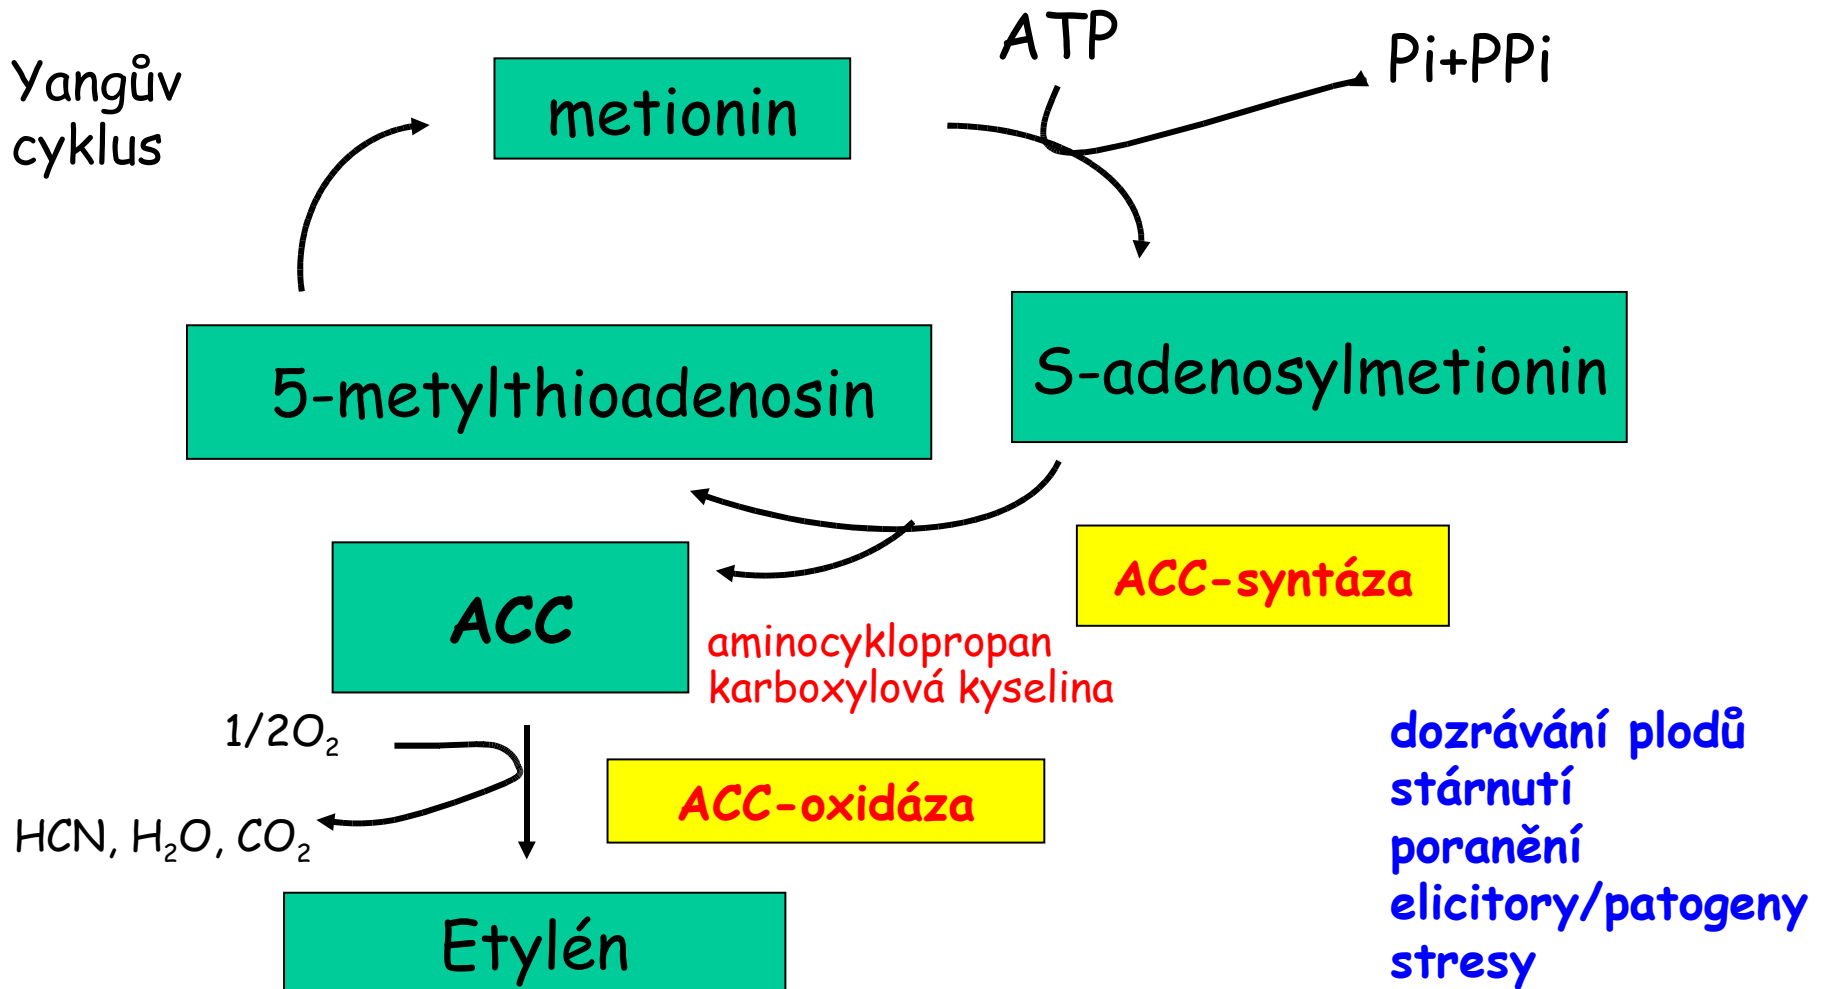 Yangův
cyklus
metionin
ATP
Pi+PPi
5-metylthioadenosin
S-adenosylmetionin
ACC
aminocyklopropan
karboxylová kyselina
ACC-syntáza
1/2O₂
HCN, H₂O, CO₂
ACC-oxidáza
Etylén
dozrávání plodů
stárnutí
poranění
elicitory/patogeny
stresy